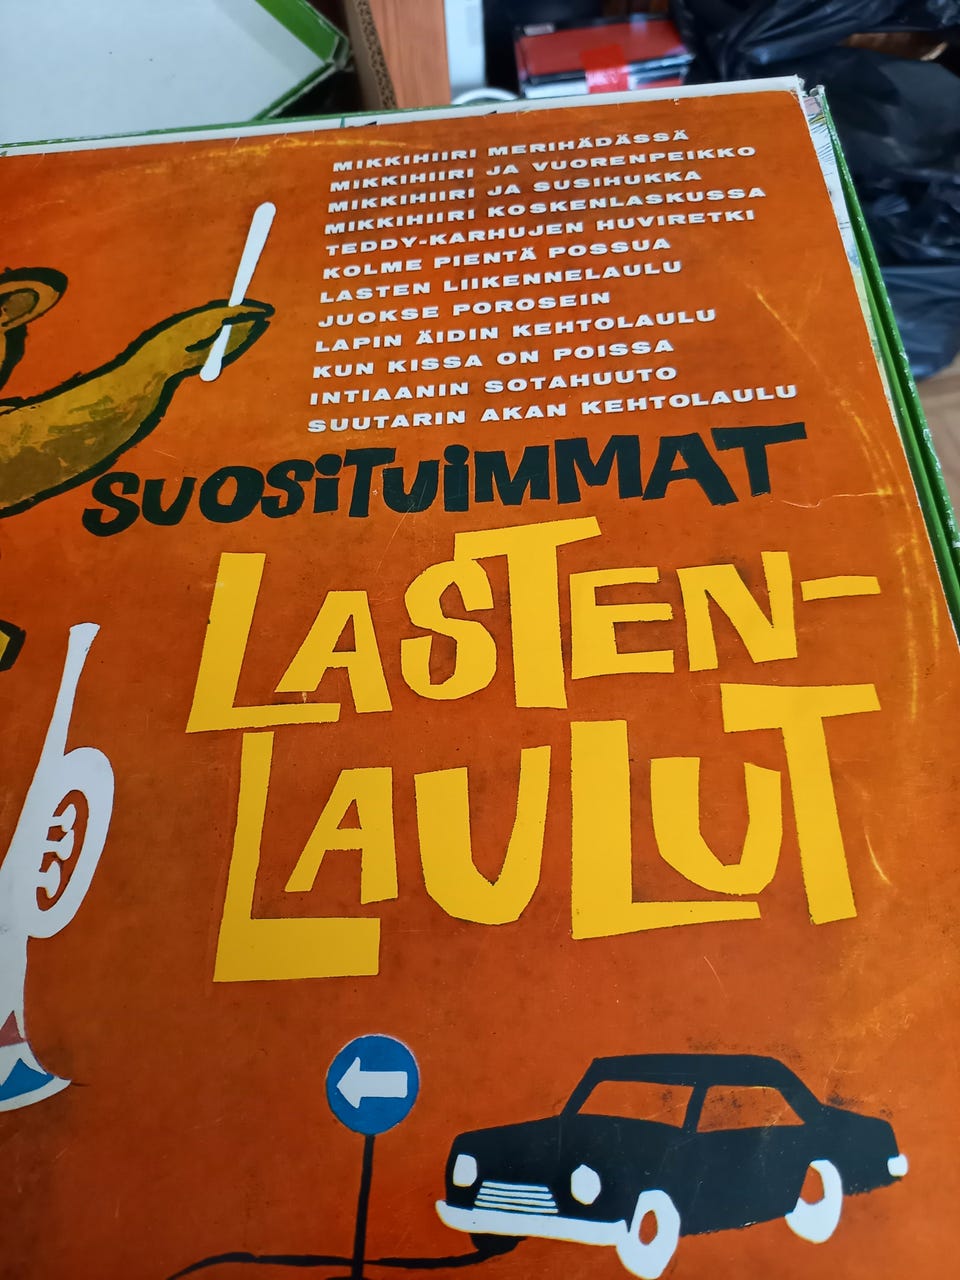 MIKKIHIIRI MERIHÄDÄSSÄ
MIKKIHIIRI JA VUORENPEIKKO
MIKKIHIIRI JA SUSIHUKKA
MIKKIHIIRI KOSKENLASKUSSA
TEDDY-KARHUJEN HUVIRETKI
KOLME PIENTÄ POSSUA
LASTEN LIIKENNELAULU
JUOKSE POROSEIN
LAPIN ÄIDIN KEHTOLAULU
KUN KISSA ON POISSA
INTIAANIN SOTAHUUTO
SUUTARIN AKAN KEHTOLAULU
SUOSITUIMMAT
LASTEN-
LAULUT